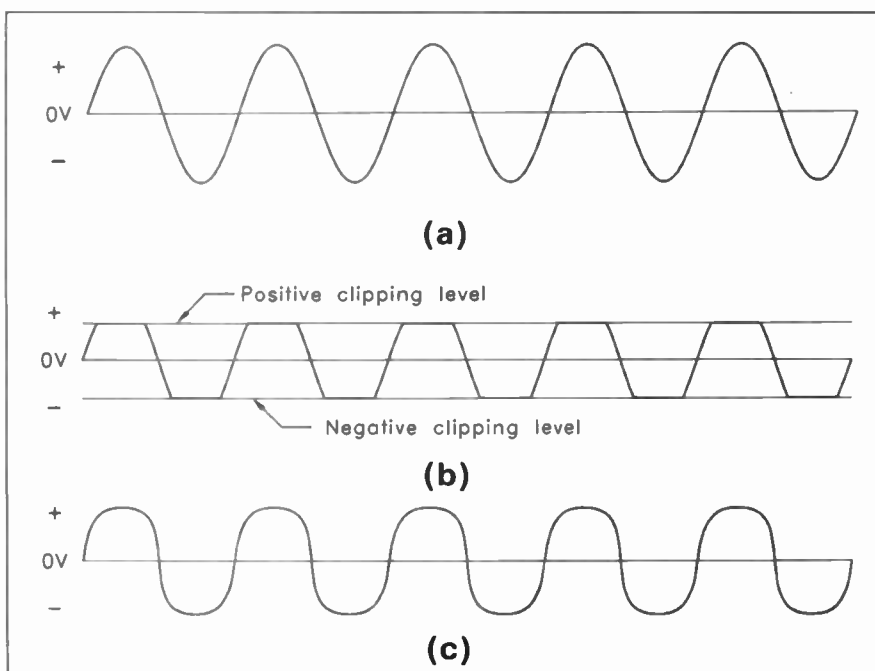 +
0V
−
(a)
Positive clipping level
+
0V
−
Negative clipping level
(b)
+
0V
−
(c)